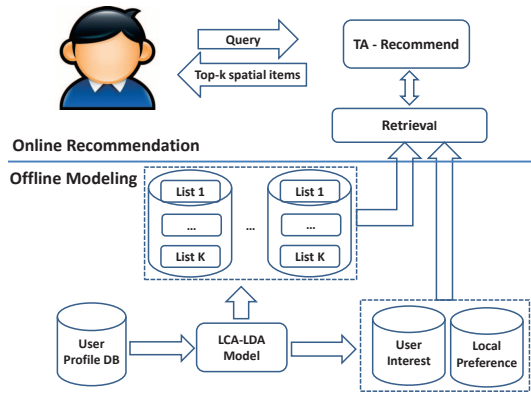 Query
TA - Recommend
Top-k spatial items
Retrieval
Online Recommendation
Offline Modeling
List 1
List 1
...
...
...
List K
List K
User
Profile DB
LCA-LDA
Model
User
Interest
Local
Preference